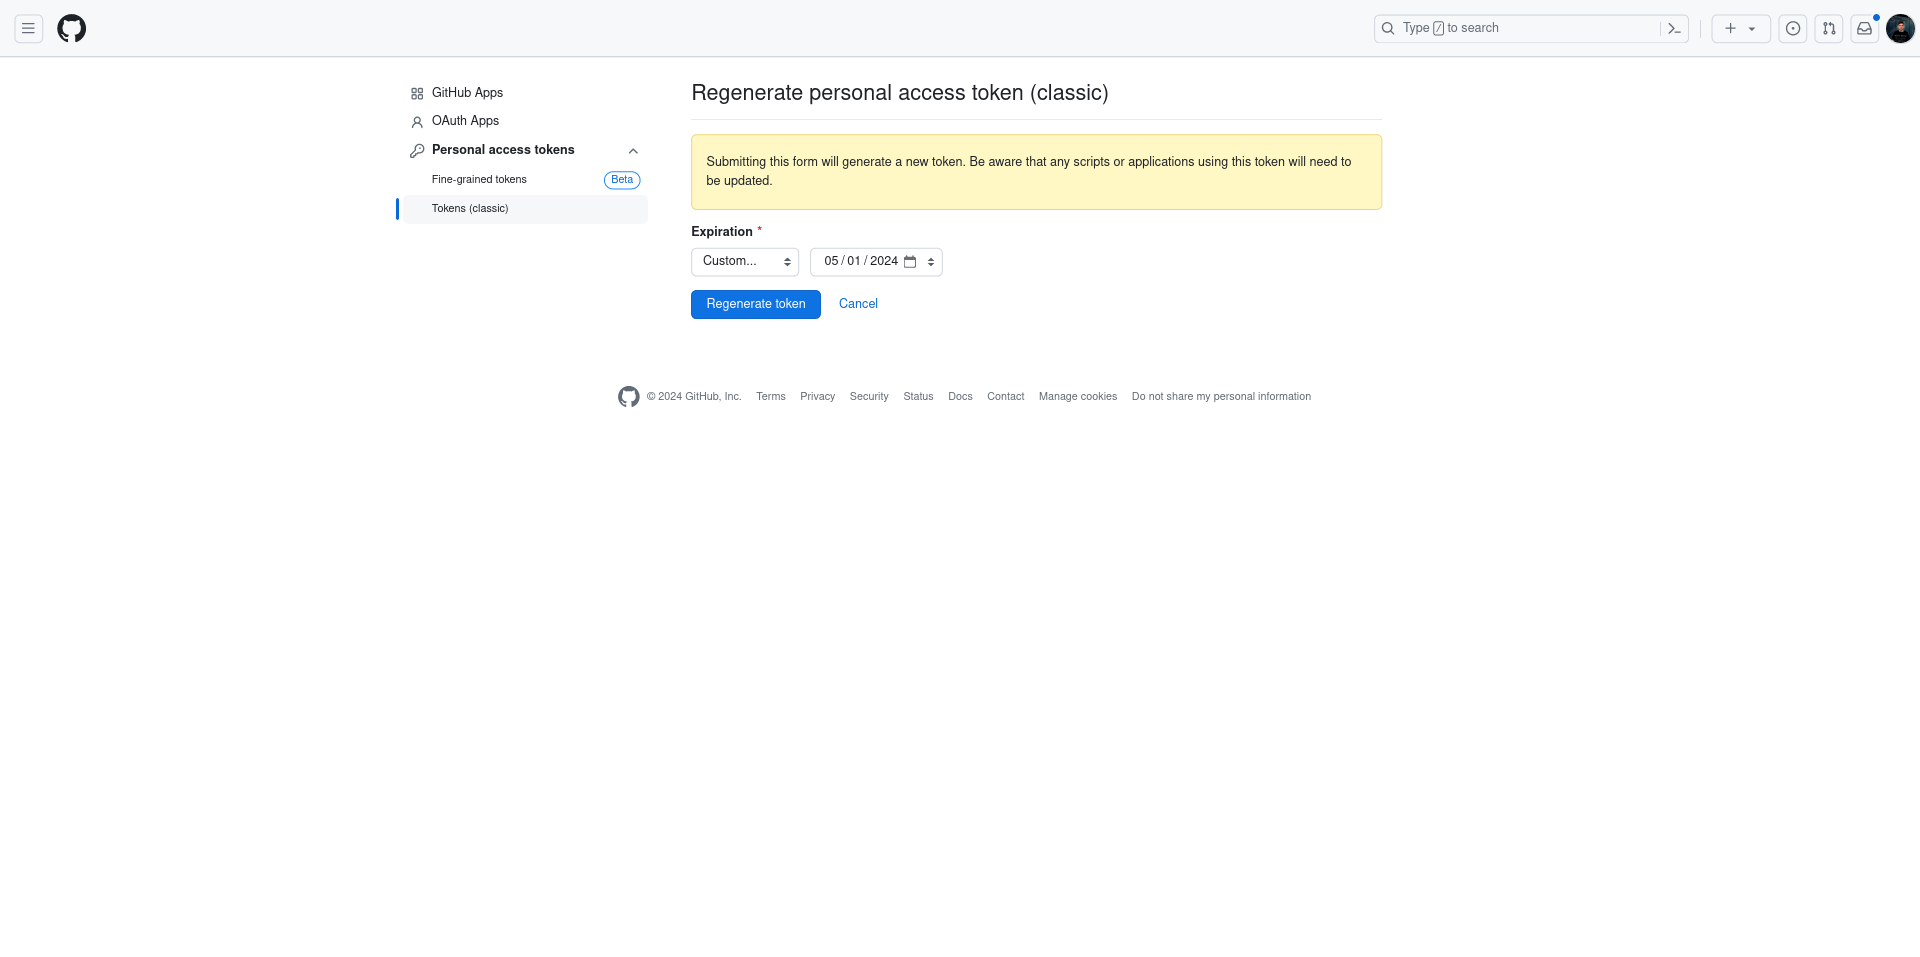 Type / to search
GitHub Apps
OAuth Apps
Personal access tokens
Fine-grained tokens Beta
Tokens (classic)
Regenerate personal access token (classic)
Submitting this form will generate a new token. Be aware that any scripts or applications using this token will need to
be updated.
Expiration *
Custom... 05 / 01 / 2024
Regenerate token Cancel
© 2024 GitHub, Inc. Terms Privacy Security Status Docs Contact Manage cookies Do not share my personal information